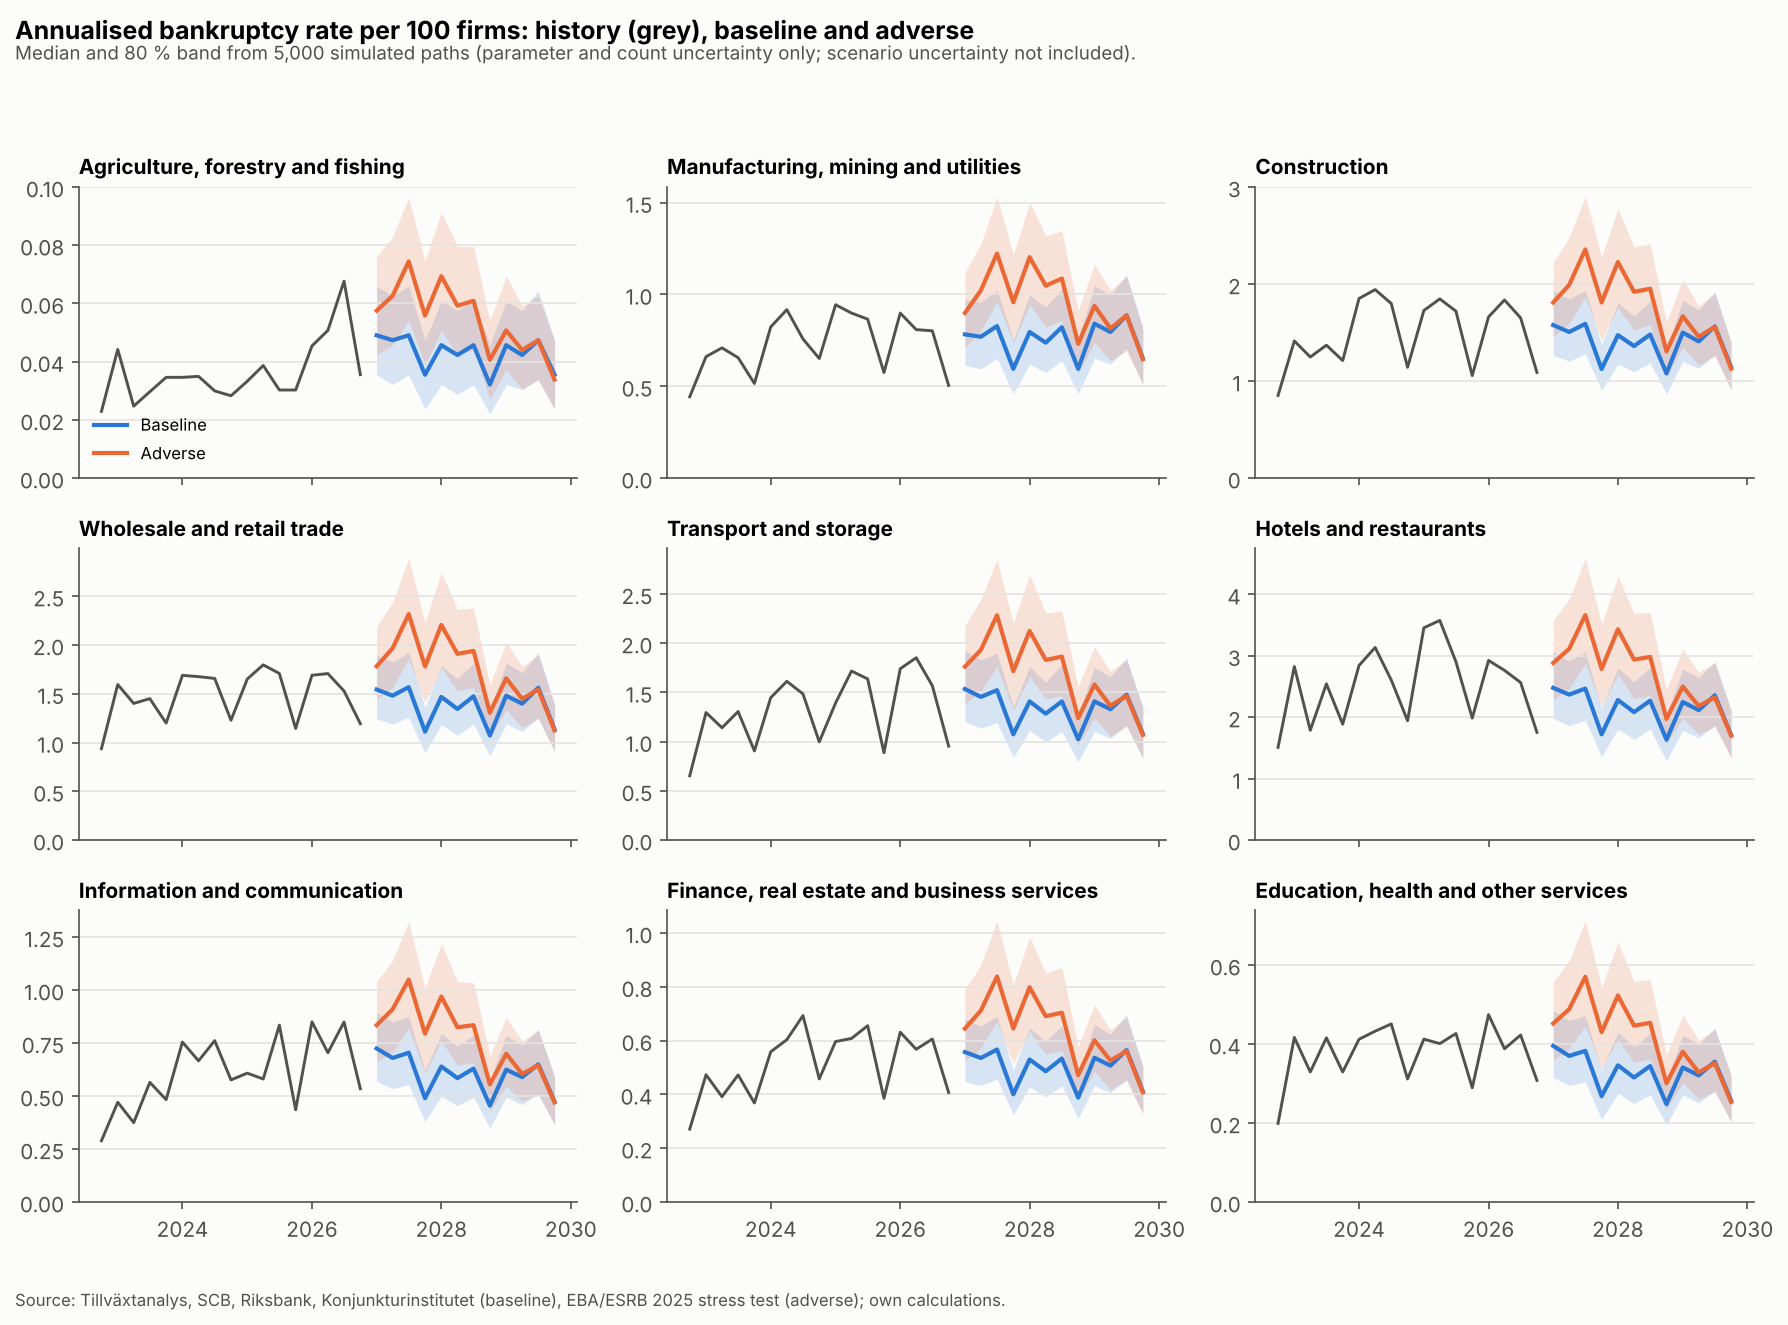 Annualised bankruptcy rate per 100 firms: history (grey), baseline and adverse
Median and 80 % band from 5,000 simulated paths (parameter and count uncertainty only; scenario uncertainty not included).
Agriculture, forestry and fishing
0.10
0.08
0.06
0.04
0.02
0.00
Baseline
Adverse
Manufacturing, mining and utilities
1.5
1.0
0.5
0.0
Construction
3
2
1
0
Wholesale and retail trade
2.5
2.0
1.5
1.0
0.5
0.0
Transport and storage
2.5
2.0
1.5
1.0
0.5
0.0
Hotels and restaurants
4
3
2
1
0
Information and communication
1.25
1.00
0.75
0.50
0.25
0.00
2024 2026 2028 2030
Finance, real estate and business services
1.0
0.8
0.6
0.4
0.2
0.0
2024 2026 2028 2030
Education, health and other services
0.6
0.4
0.2
0.0
2024 2026 2028 2030
Source: Tillväxtanalys, SCB, Riksbank, Konjunkturinstitutet (baseline), EBA/ESRB 2025 stress test (adverse); own calculations.